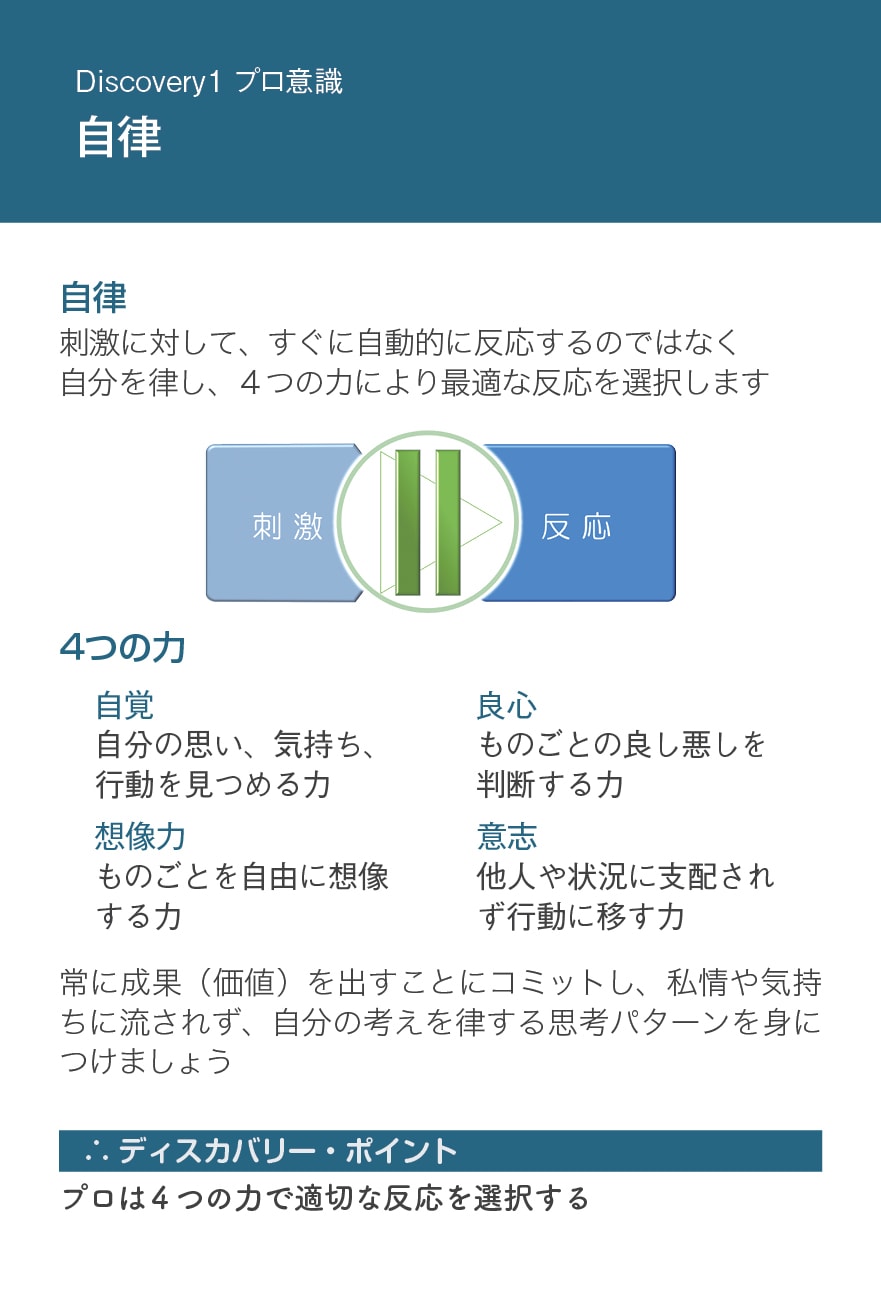 Discovery1 プロ意識
自律
自律
刺激に対して、すぐに自動的に反応するのではなく
自分を律し、４つの力により最適な反応を選択します
刺激
反応
4つの力
自覚
自分の思い、気持ち、
行動を見つめる力
良心
ものごとの良し悪しを
判断する力
想像力
ものごとを自由に想像
する力
意志
他人や状況に支配され
ず行動に移す力
常に成果（価値）を出すことにコミットし、私情や気持
ちに流されず、自分の考えを律する思考パターンを身に
つけましょう
∴ ディスカバリー・ポイント
プロは４つの力で適切な反応を選択する